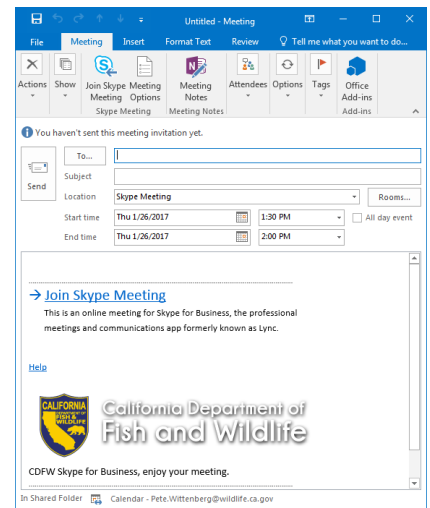 Untitled - Meeting
File Meeting Insert Format Text Review Tell me what you want to do...
Actions Show Join Skype Meeting Meeting Options Meeting Notes Attendees Options Tags Office Add-ins
Skype Meeting Meeting Notes Add-ins
You haven't sent this meeting invitation yet.
To...
Send
Subject
Location Skype Meeting Rooms...
Start time Thu 1/26/2017 1:30 PM All day event
End time Thu 1/26/2017 2:00 PM
→ Join Skype Meeting
This is an online meeting for Skype for Business, the professional
meetings and communications app formerly known as Lync.
Help
CALIFORNIA
DEPARTMENT OF
FISH &
WILDLIFE
California Department of
Fish and Wildlife
CDFW Skype for Business, enjoy your meeting.
In Shared Folder Calendar - Pete.Wittenberg@wildlife.ca.gov